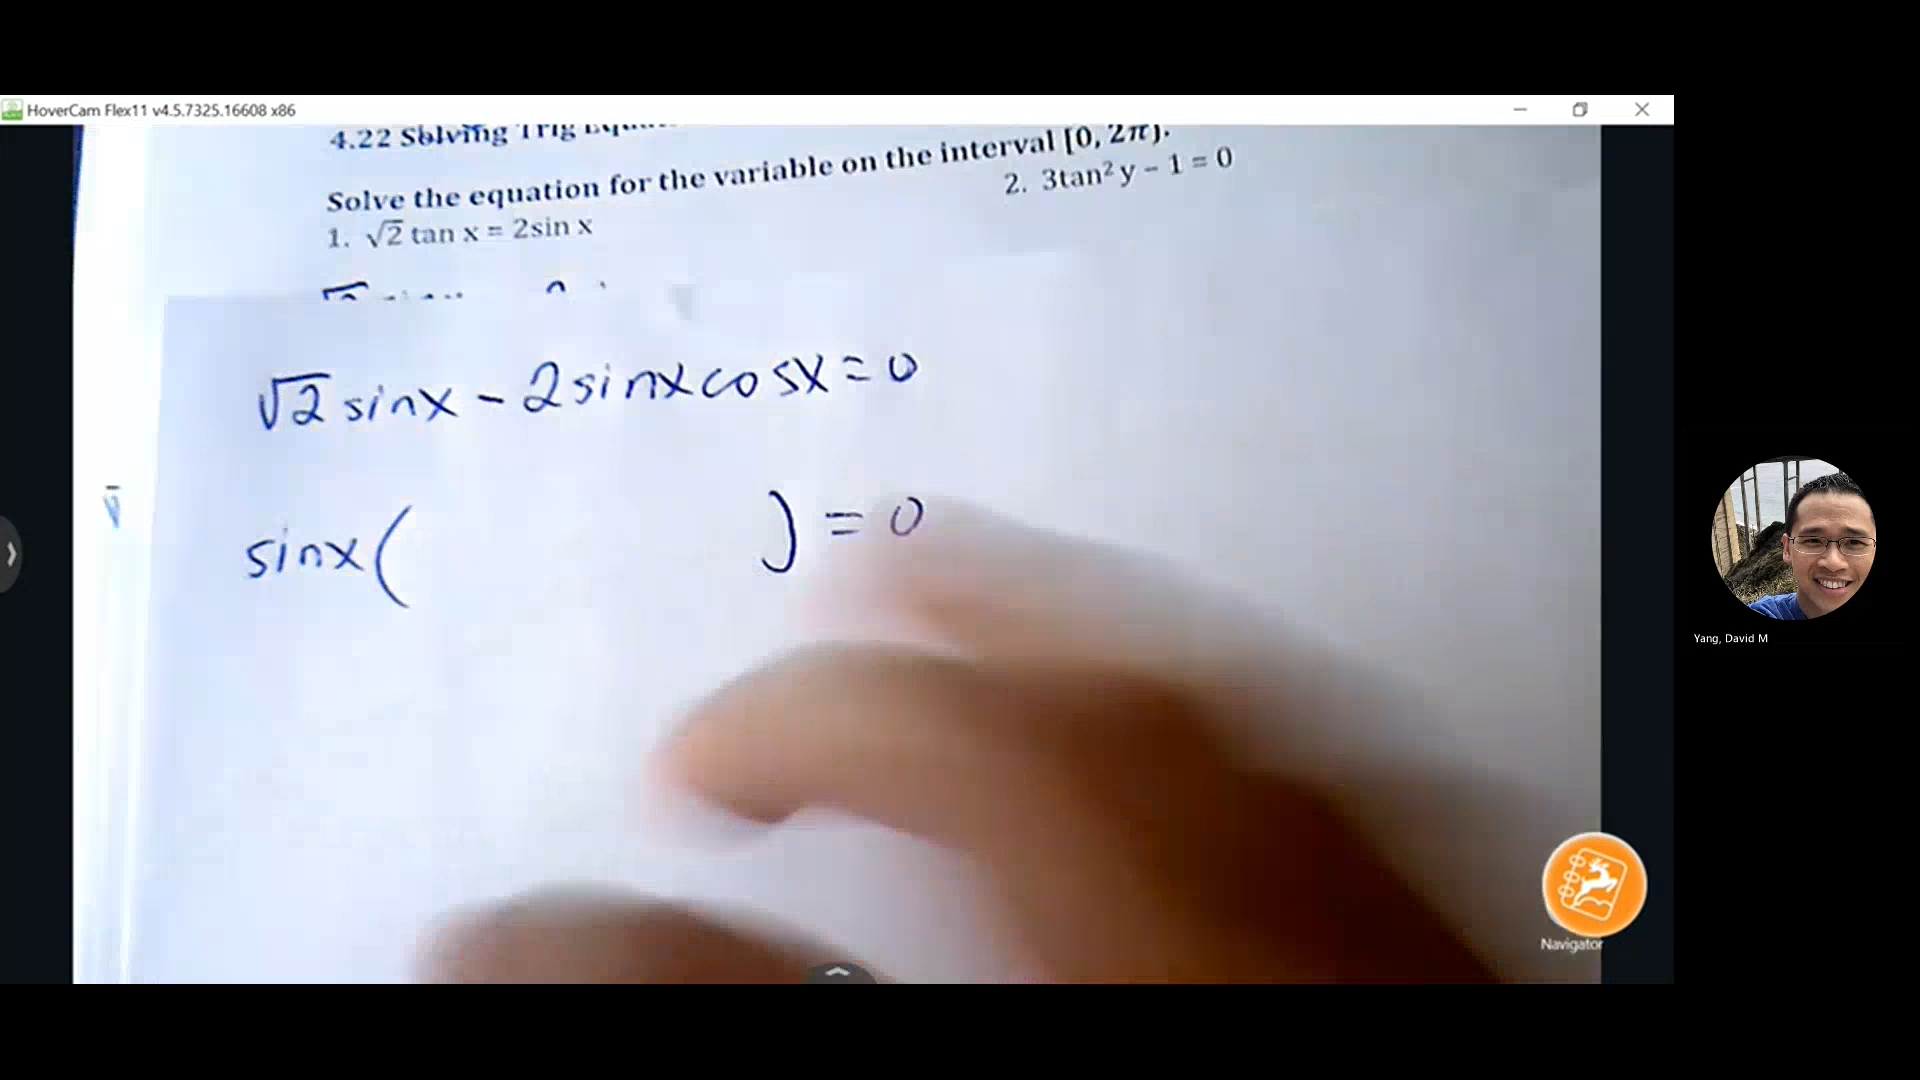 HoverCam Flex11 v4.5.7325.16608 x86
4.22 Solving Trig
Solve the equation for the variable on the interval [0, 2π).
1. √2 tan x = 2sin x
2. 3tan² y − 1 = 0
√2 sinx - 2sinxcosx = 0
sinx ( ) = 0
Yang, David M
Navigator